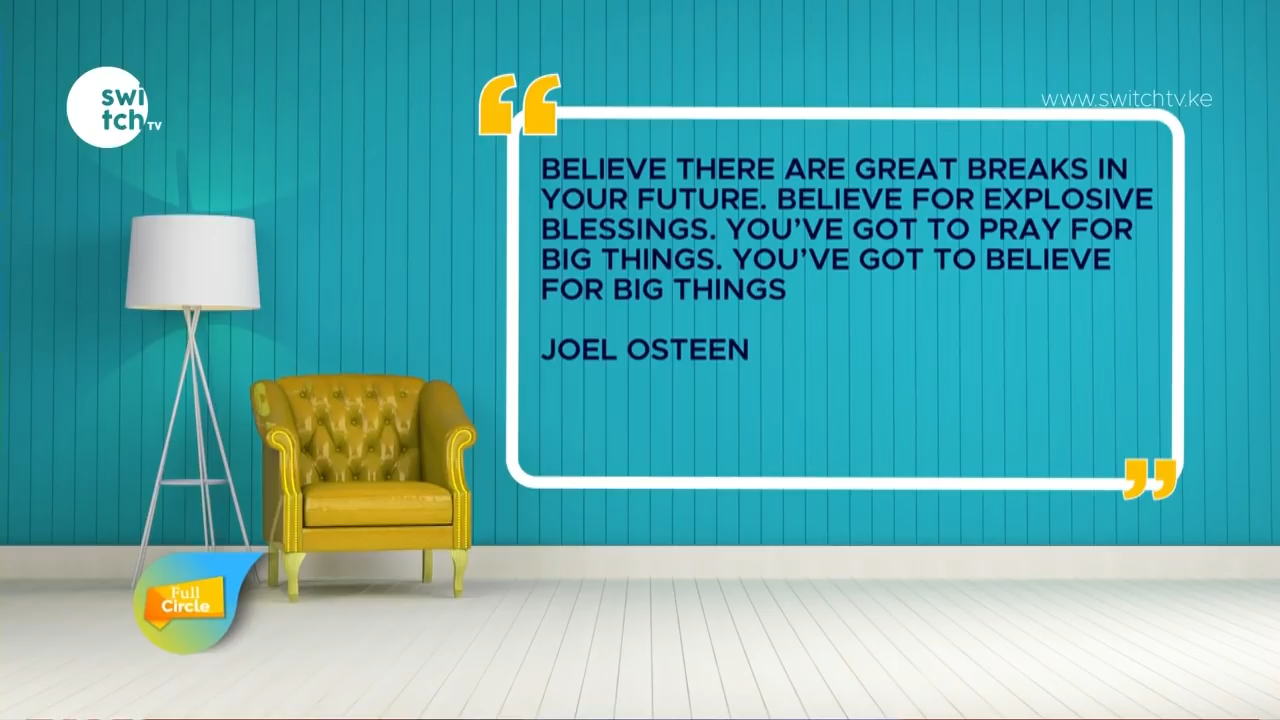 swi
tch TV
www.switchtv.ke
BELIEVE THERE ARE GREAT BREAKS IN
YOUR FUTURE. BELIEVE FOR EXPLOSIVE
BLESSINGS. YOU’VE GOT TO PRAY FOR
BIG THINGS. YOU’VE GOT TO BELIEVE
FOR BIG THINGS
JOEL OSTEEN
Full
Circle